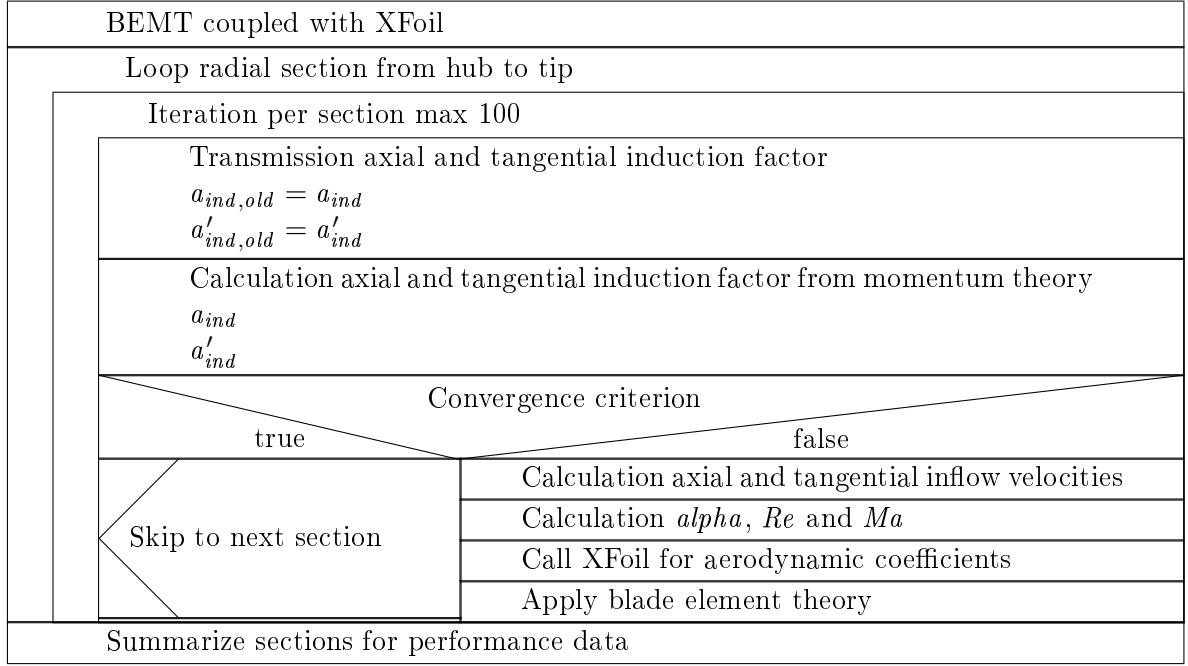 BEMT coupled with XFoil
Loop radial section from hub to tip
Iteration per section max 100
Transmission axial and tangential induction factor
a_{ind,old} = a_{ind}
a'_{ind,old} = a'_{ind}
Calculation axial and tangential induction factor from momentum theory
a_{ind}
a'_{ind}
Convergence criterion
true
false
Skip to next section
Calculation axial and tangential inflow velocities
Calculation alpha, Re and Ma
Call XFoil for aerodynamic coefficients
Apply blade element theory
Summarize sections for performance data